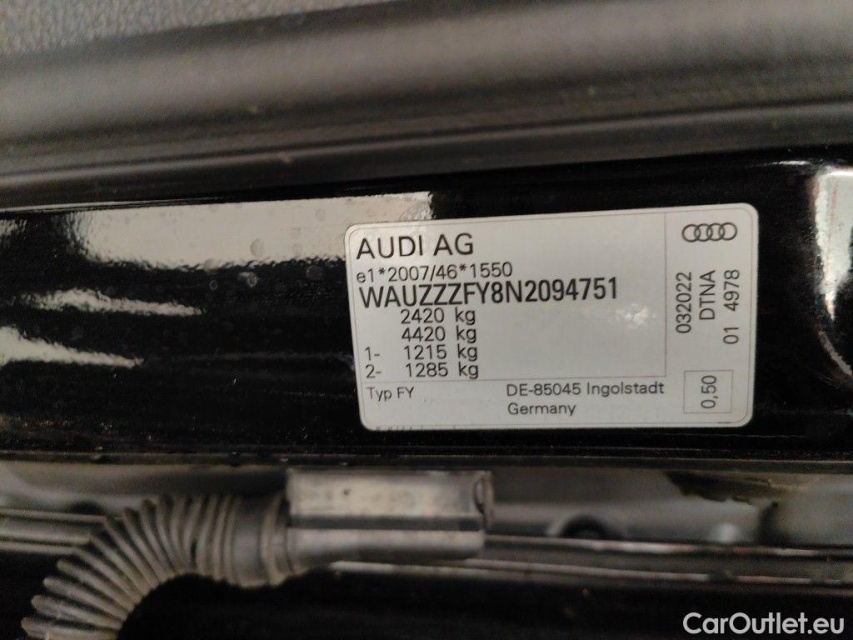 AUDI AG
e1*2007/46*1550
WAUZZZFY8N2094751
2420 kg
4420 kg
1- 1215 kg
2- 1285 kg
Typ FY
DE-85045 Ingolstadt
Germany
032022
DTNA
01 4978
0,50
CarOutlet.eu